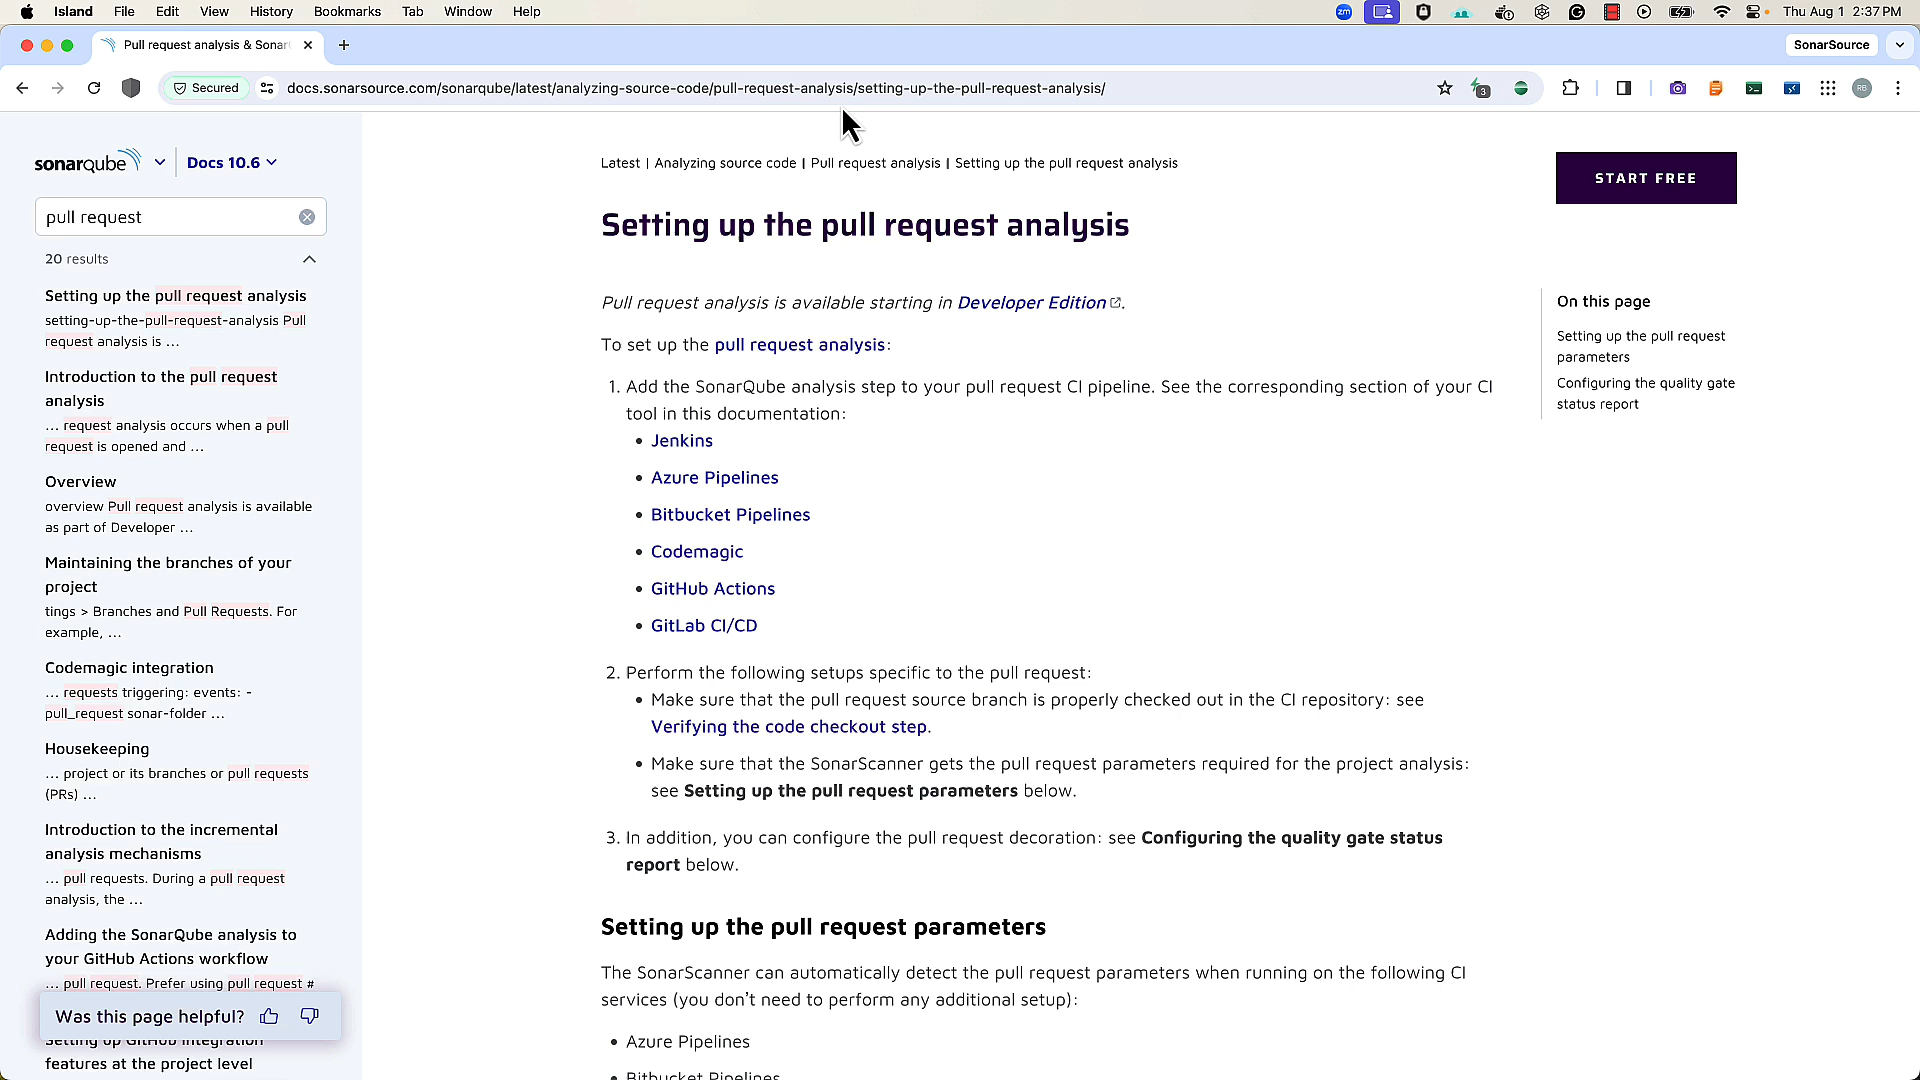 Island File Edit View History Bookmarks Tab Window Help
zm
Thu Aug 1 2:37 PM
Pull request analysis & Sonar
SonarSource
Secured
docs.sonarsource.com/sonarqube/latest/analyzing-source-code/pull-request-analysis/setting-up-the-pull-request-analysis/
3
RB
sonarqube
Docs 10.6
pull request
20 results
Setting up the pull request analysis
setting-up-the-pull-request-analysis Pull
request analysis is ...
Introduction to the pull request
analysis
... request analysis occurs when a pull
request is opened and ...
Overview
overview Pull request analysis is available
as part of Developer ...
Maintaining the branches of your
project
tings > Branches and Pull Requests. For
example, ...
Codemagic integration
... requests triggering: events: -
pull_request sonar-folder ...
Housekeeping
... project or its branches or pull requests
(PRs) ...
Introduction to the incremental
analysis mechanisms
... pull requests. During a pull request
analysis, the ...
Adding the SonarQube analysis to
your GitHub Actions workflow
... pull request. Prefer using pull request #
Was this page helpful?
Setting up GitHub integration
features at the project level
Latest | Analyzing source code | Pull request analysis | Setting up the pull request analysis
Setting up the pull request analysis
Pull request analysis is available starting in Developer Edition.
To set up the pull request analysis:
1. Add the SonarQube analysis step to your pull request CI pipeline. See the corresponding section of your CI
tool in this documentation:
• Jenkins
• Azure Pipelines
• Bitbucket Pipelines
• Codemagic
• GitHub Actions
• GitLab CI/CD
2. Perform the following setups specific to the pull request:
• Make sure that the pull request source branch is properly checked out in the CI repository: see
Verifying the code checkout step.
• Make sure that the SonarScanner gets the pull request parameters required for the project analysis:
see Setting up the pull request parameters below.
3. In addition, you can configure the pull request decoration: see Configuring the quality gate status
report below.
Setting up the pull request parameters
The SonarScanner can automatically detect the pull request parameters when running on the following CI
services (you don't need to perform any additional setup):
• Azure Pipelines
• Bitbucket Pipelines
START FREE
On this page
Setting up the pull request
parameters
Configuring the quality gate
status report